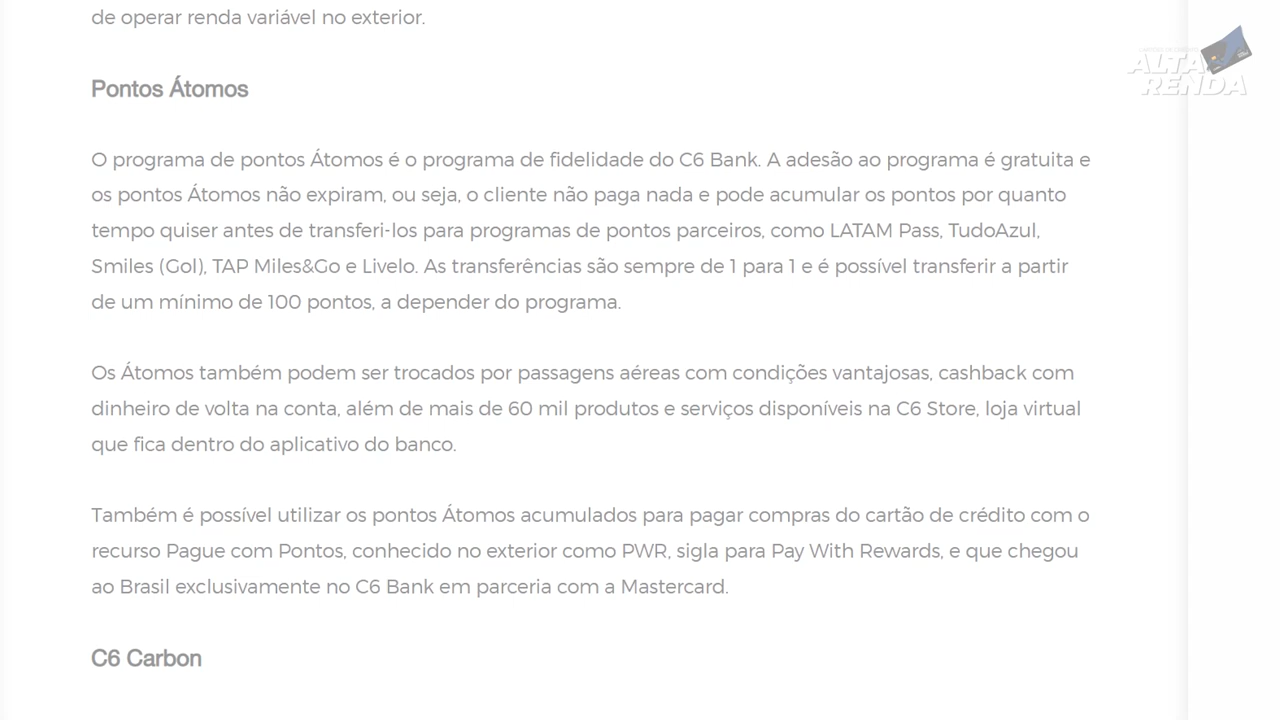 de operar renda variável no exterior.
ALTA
RENDA
Pontos Átomos
O programa de pontos Átomos é o programa de fidelidade do C6 Bank. A adesão ao programa é gratuita e
os pontos Átomos não expiram, ou seja, o cliente não paga nada e pode acumular os pontos por quanto
tempo quiser antes de transferi-los para programas de pontos parceiros, como LATAM Pass, TudoAzul,
Smiles (Gol), TAP Miles&Go e Livelo. As transferências são sempre de 1 para 1 e é possível transferir a partir
de um mínimo de 100 pontos, a depender do programa.
Os Átomos também podem ser trocados por passagens aéreas com condições vantajosas, cashback com
dinheiro de volta na conta, além de mais de 60 mil produtos e serviços disponíveis na C6 Store, loja virtual
que fica dentro do aplicativo do banco.
Também é possível utilizar os pontos Átomos acumulados para pagar compras do cartão de crédito com o
recurso Pague com Pontos, conhecido no exterior como PWR, sigla para Pay With Rewards, e que chegou
ao Brasil exclusivamente no C6 Bank em parceria com a Mastercard.
C6 Carbon